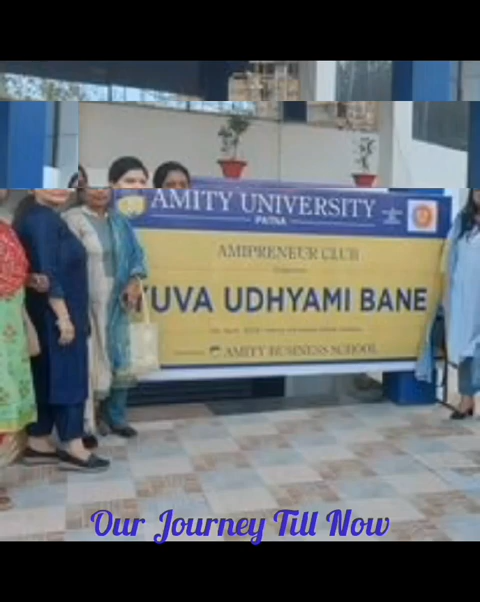 AMITY UNIVERSITY
PATNA
AMIPRENEUR CLUB
YUVA UDHYAMI BANE
AMITY BUSINESS SCHOOL
Our Journey Till Now